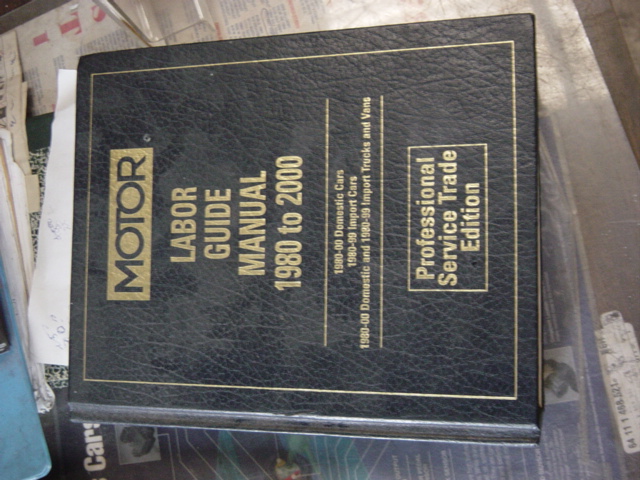 MOTOR
LABOR
GUIDE
MANUAL
1980 to 2000
1980-00 Domestic Cars
1980-99 Import Cars
1980-00 Domestic and 1980-99 Import Trucks and Vans
Professional
Service Trade
Edition
Cars